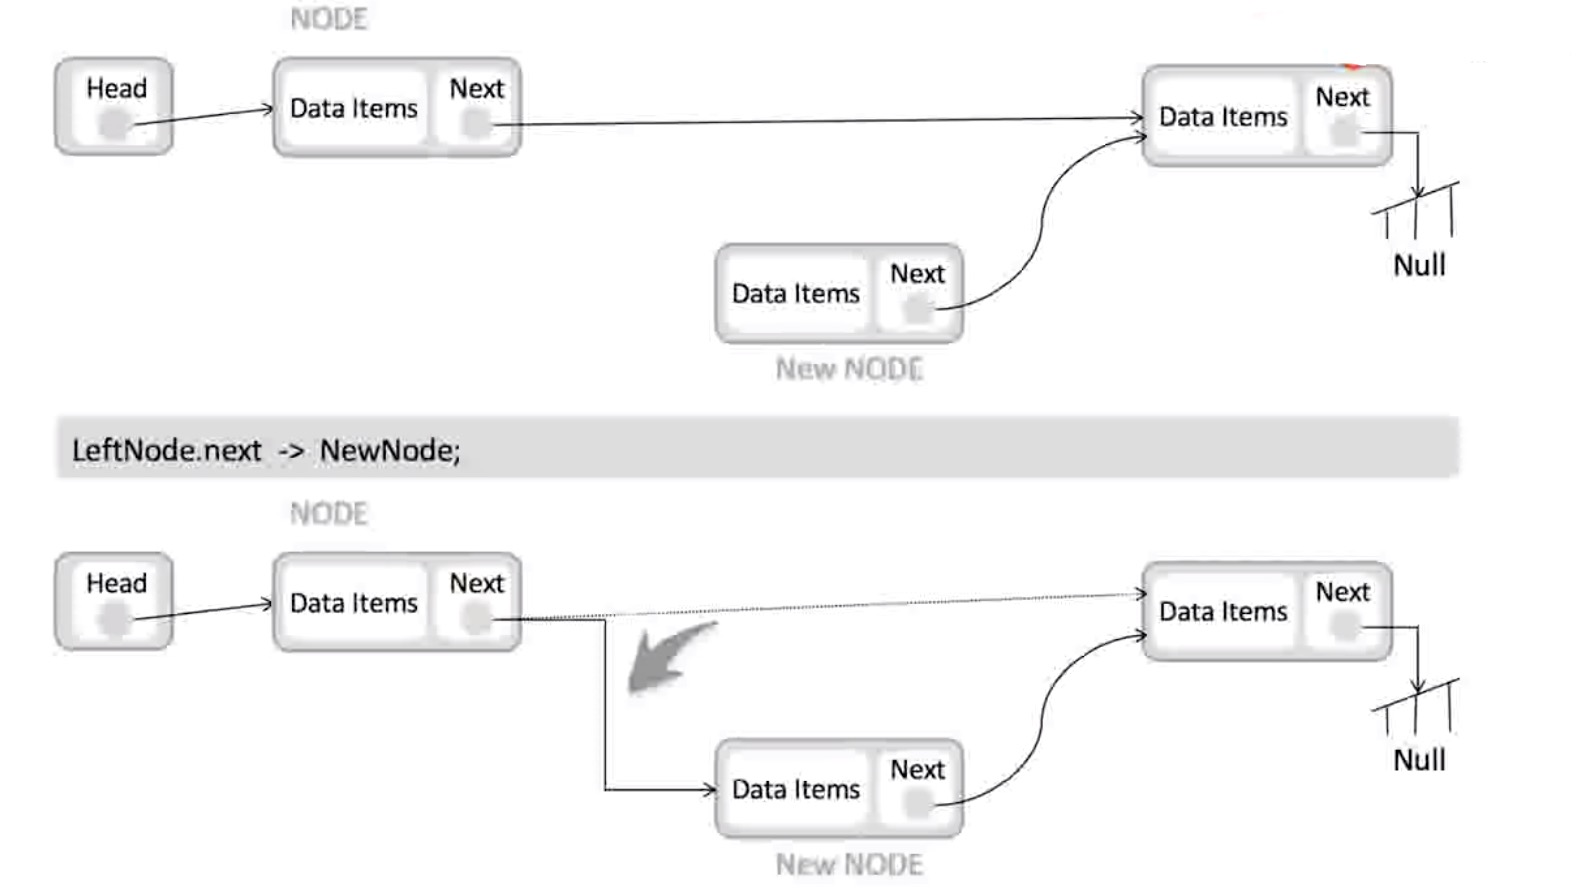 NODE
Head
Data Items
Next
Data Items
Next
Null
Data Items
Next
New NODE
LeftNode.next -> NewNode;
NODE
Head
Data Items
Next
Data Items
Next
Null
Data Items
Next
New NODE